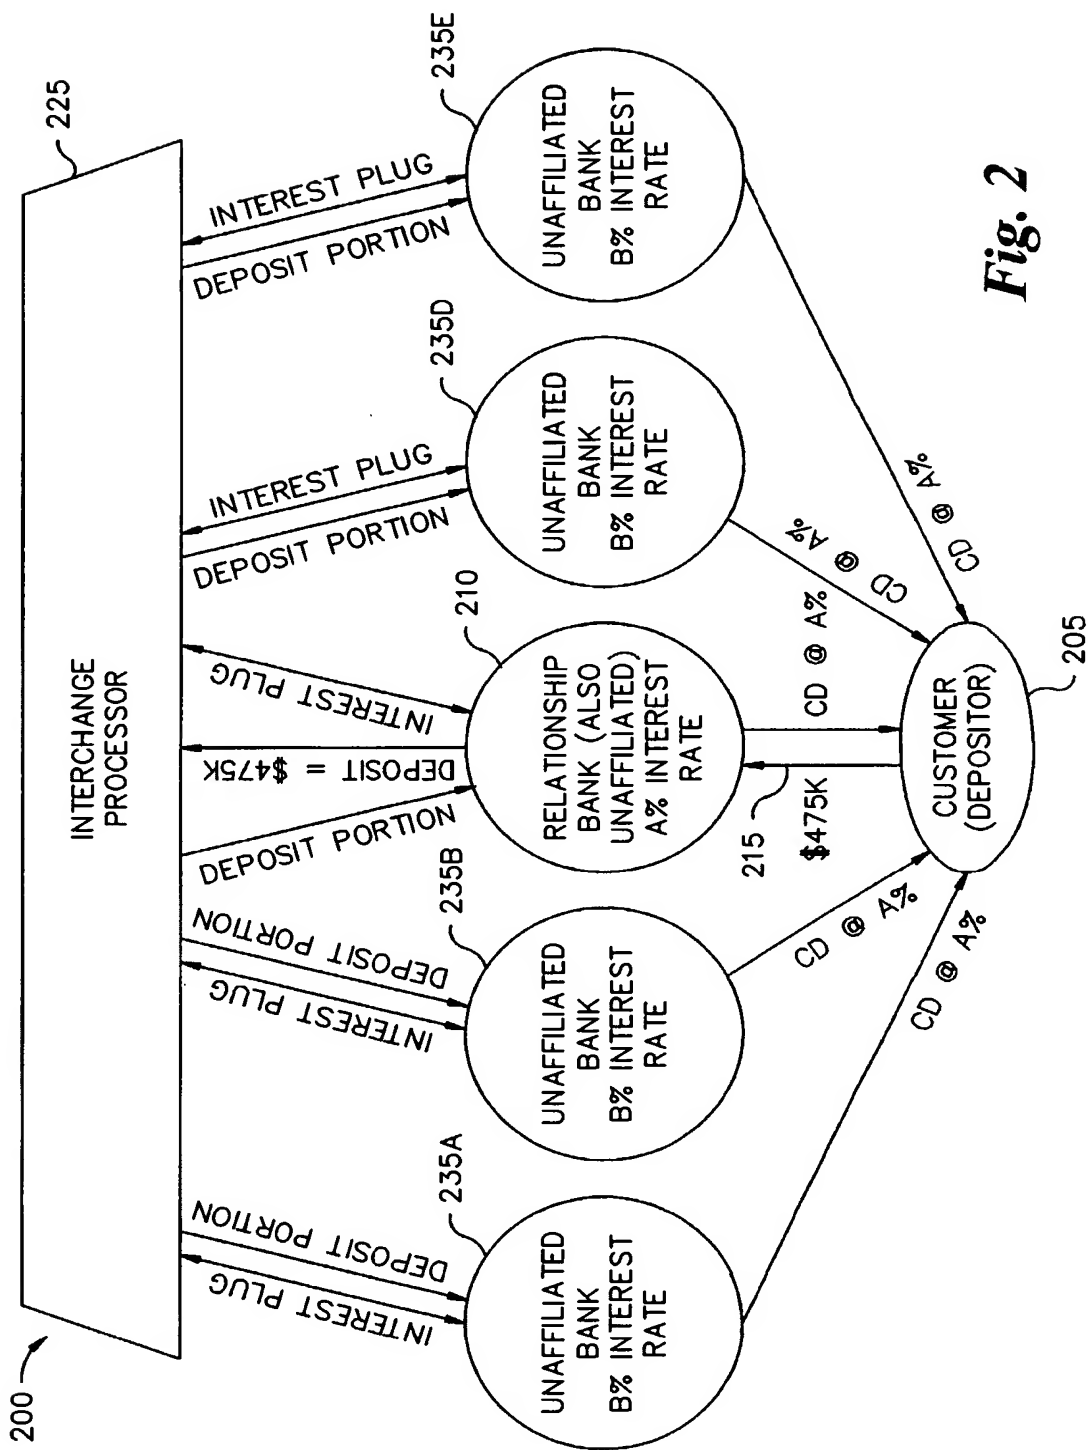 200
225
INTERCHANGE
PROCESSOR
INTEREST PLUG
DEPOSIT PORTION
INTEREST PLUG
DEPOSIT PORTION
DEPOSIT PORTION
DEPOSIT = $475K
INTEREST PLUG
DEPOSIT PORTION
INTEREST PLUG
DEPOSIT PORTION
INTEREST PLUG
235A
UNAFFILIATED
BANK
B% INTEREST
RATE
235B
UNAFFILIATED
BANK
B% INTEREST
RATE
210
RELATIONSHIP
BANK (ALSO
UNAFFILIATED)
A% INTEREST
RATE
235D
UNAFFILIATED
BANK
B% INTEREST
RATE
235E
UNAFFILIATED
BANK
B% INTEREST
RATE
CD @ A%
CD @ A%
215
$475K
CD @ A%
CD @ A%
CD @ A%
CUSTOMER
(DEPOSITOR)
205
Fig. 2